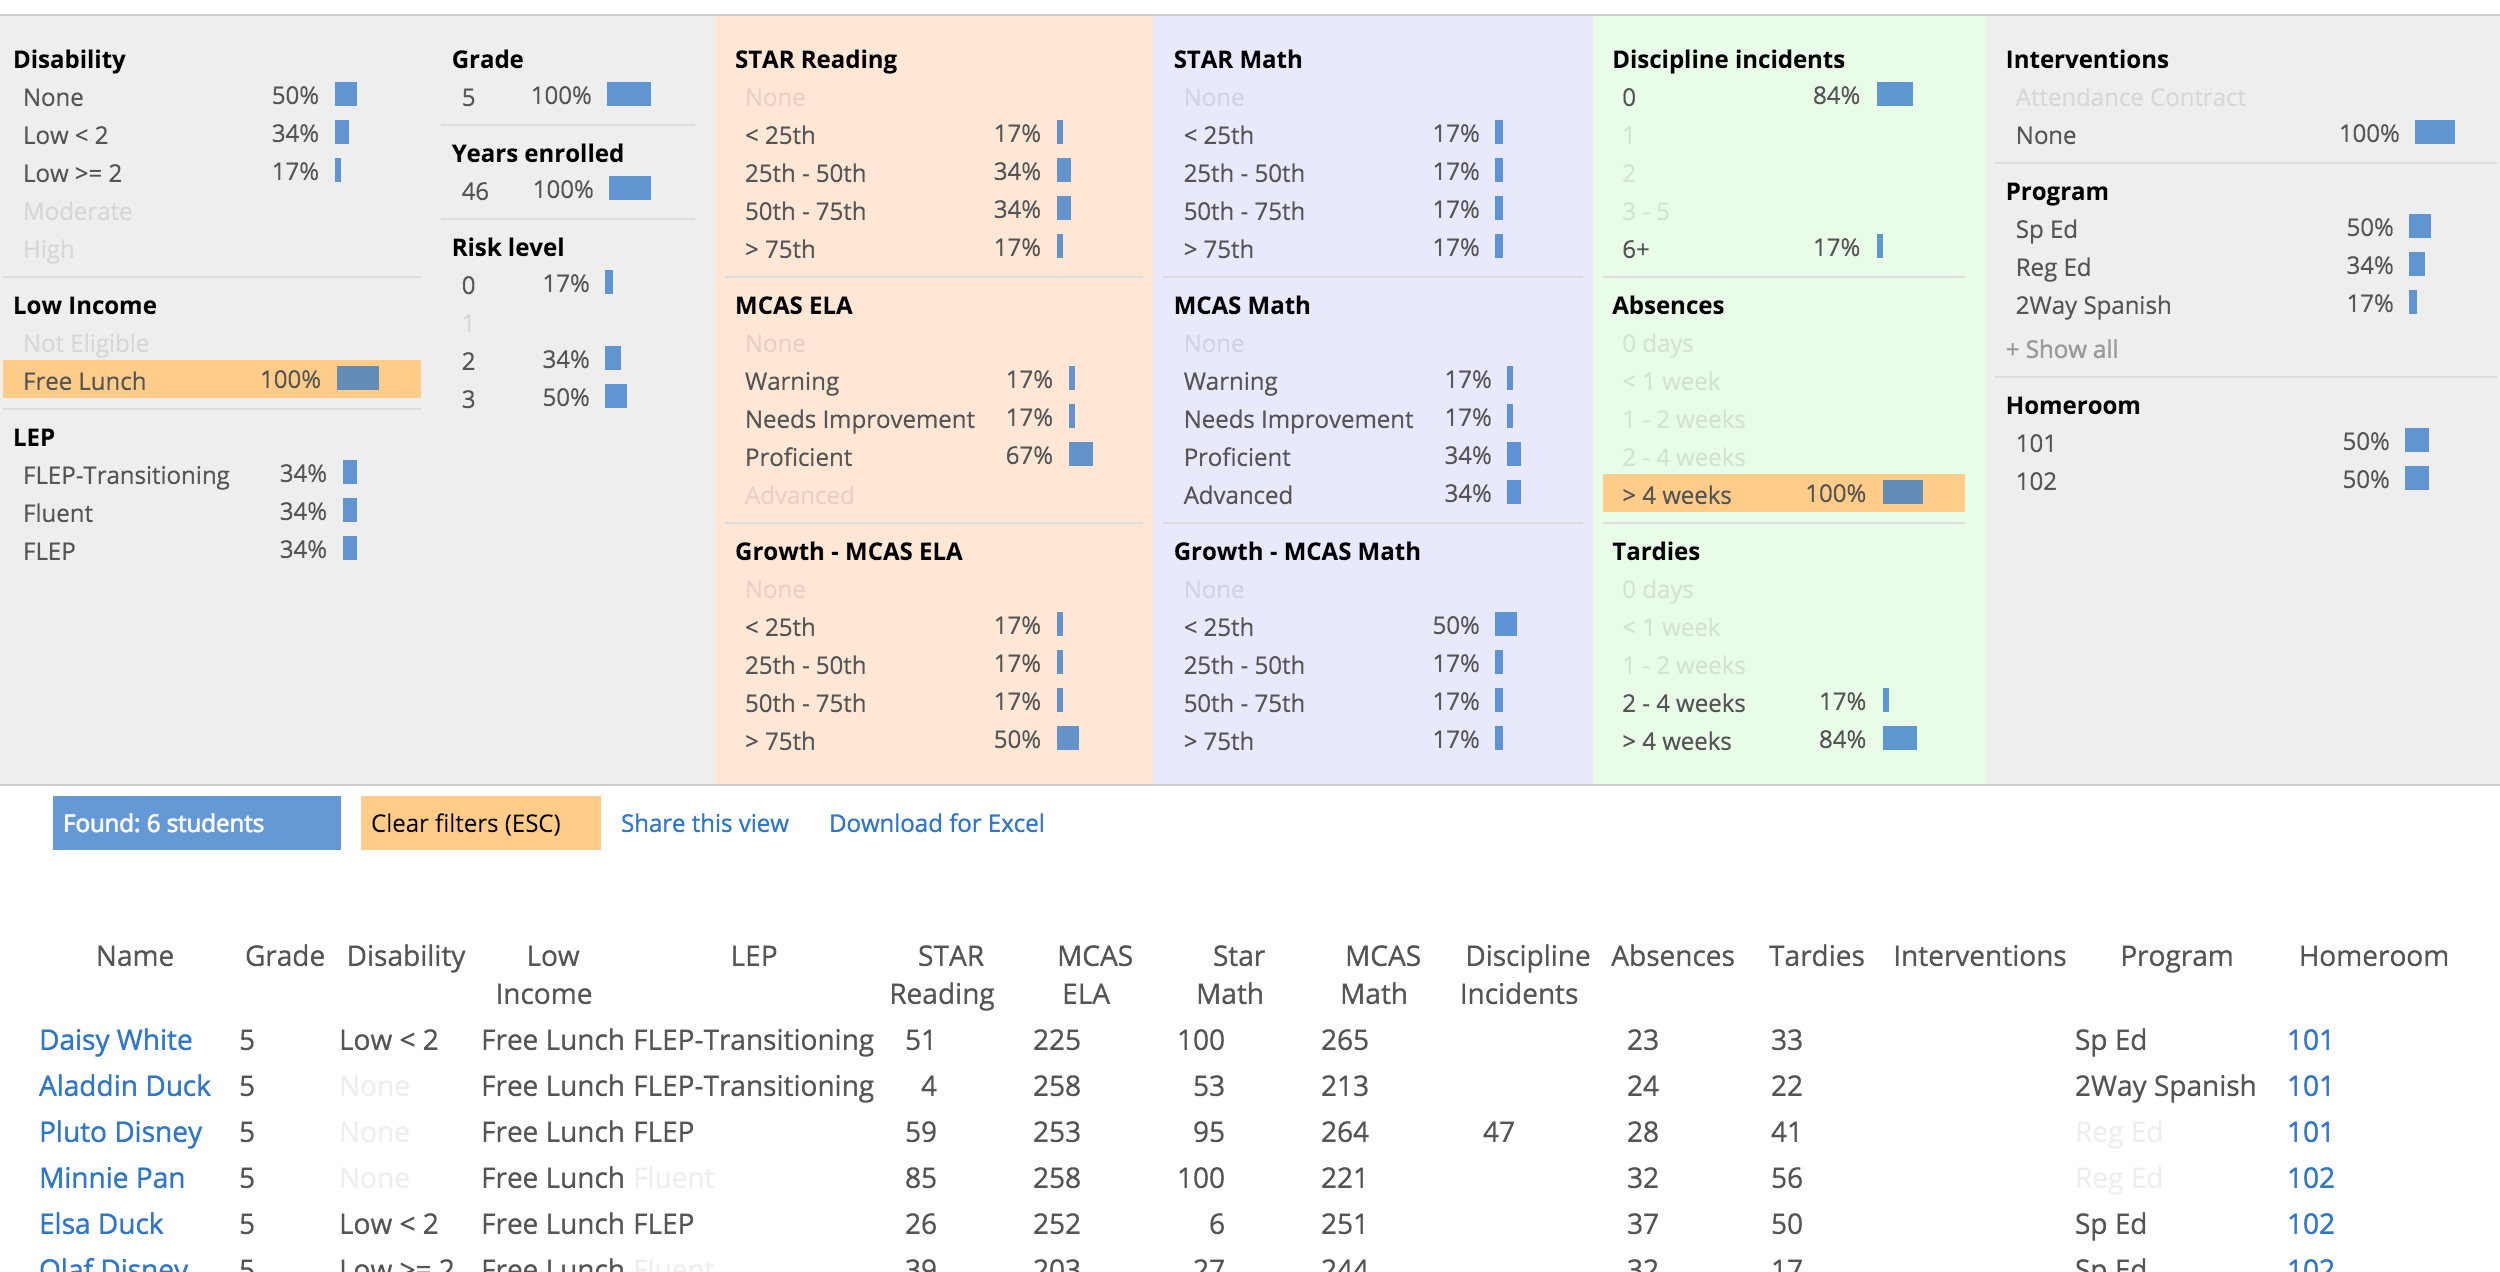 Disability
None 50%
Low < 2 34%
Low >= 2 17%
Moderate
High
Low Income
Not Eligible
Free Lunch 100%
LEP
FLEP-Transitioning 34%
Fluent 34%
FLEP 34%
Grade
5 100%
Years enrolled
46 100%
Risk level
0 17%
1
2 34%
3 50%
STAR Reading
None
< 25th 17%
25th - 50th 34%
50th - 75th 34%
> 75th 17%
MCAS ELA
None
Warning 17%
Needs Improvement 17%
Proficient 67%
Advanced
Growth - MCAS ELA
None
< 25th 17%
25th - 50th 17%
50th - 75th 17%
> 75th 50%
STAR Math
None
< 25th 17%
25th - 50th 17%
50th - 75th 17%
> 75th 17%
MCAS Math
None
Warning 17%
Needs Improvement 17%
Proficient 34%
Advanced 34%
Growth - MCAS Math
None
< 25th 50%
25th - 50th 17%
50th - 75th 17%
> 75th 17%
Discipline incidents
0 84%
1
2
3 - 5
6+ 17%
Absences
0 days
< 1 week
1 - 2 weeks
2 - 4 weeks
> 4 weeks 100%
Tardies
0 days
< 1 week
1 - 2 weeks
2 - 4 weeks 17%
> 4 weeks 84%
Interventions
Attendance Contract
None 100%
Program
Sp Ed 50%
Reg Ed 34%
2Way Spanish 17%
+ Show all
Homeroom
101 50%
102 50%
Found: 6 students Clear filters (ESC) Share this view Download for Excel
Name Grade Disability Low LEP STAR MCAS Star MCAS Discipline Absences Tardies Interventions Program Homeroom
Income Reading ELA Math Math Incidents
Daisy White 5 Low < 2 Free Lunch FLEP-Transitioning 51 225 100 265 23 33 Sp Ed 101
Aladdin Duck 5 None Free Lunch FLEP-Transitioning 4 258 53 213 24 22 2Way Spanish 101
Pluto Disney 5 None Free Lunch FLEP 59 253 95 264 47 28 41 Reg Ed 101
Minnie Pan 5 None Free Lunch Fluent 85 258 100 221 32 56 Reg Ed 102
Elsa Duck 5 Low < 2 Free Lunch FLEP 26 252 6 251 37 50 Sp Ed 102
Olaf Disney 5 Low >= 2 Free Lunch Fluent 39 203 27 244 32 17 Sp Ed 102